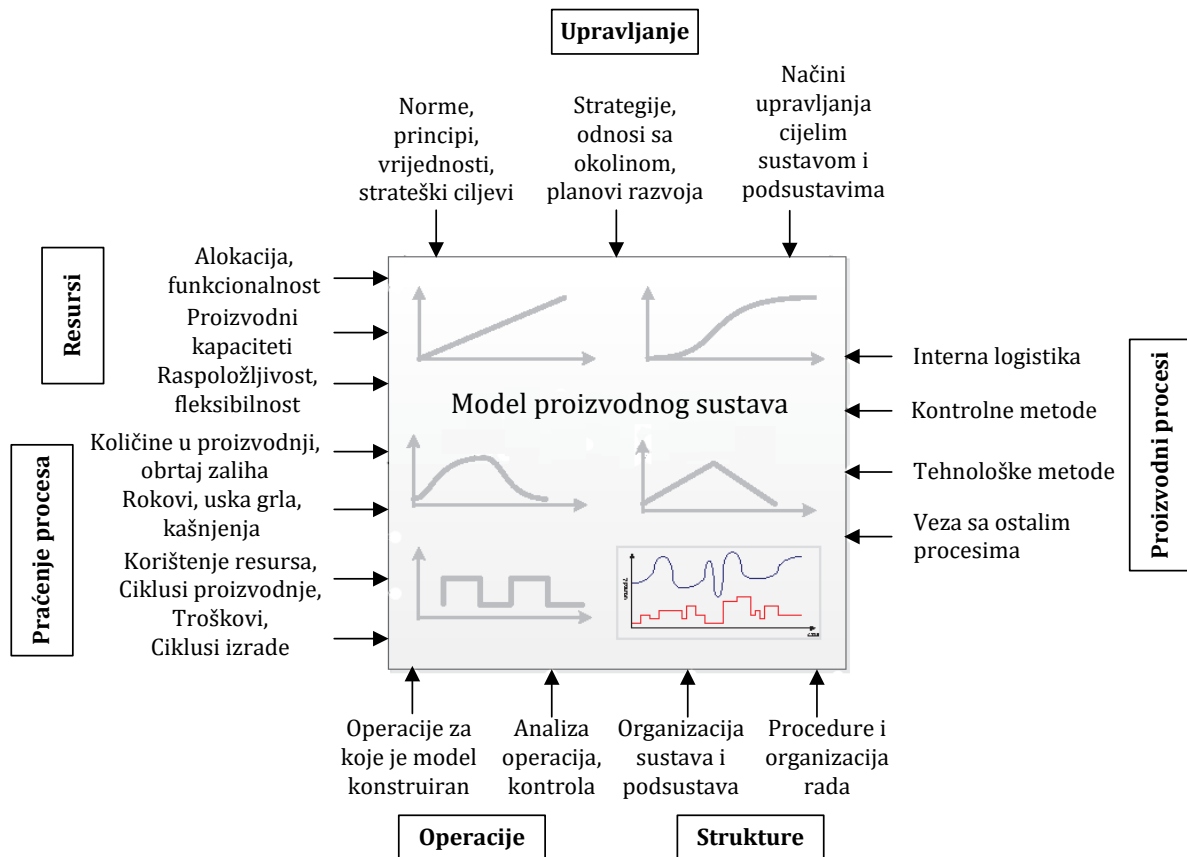 Upravljanje
Norme,
principi,
vrijednosti,
strateški ciljevi
Strategije,
odnosi sa
okolinom,
planovi razvoja
Načini
upravljanja
cijelim
sustavom i
podsustavima
Resursi
Alokacija,
funkcionalnost
Proizvodni
kapaciteti
Raspoložljivost,
fleksibilnost
Praćenje procesa
Količine u proizvodnji,
obrtaj zaliha
Rokovi, uska grla,
kašnjenja
Korištenje resursa,
Ciklusi proizvodnje,
Troškovi,
Ciklusi izrade
Model proizvodnog sustava
Interna logistika
Kontrolne metode
Tehnološke metode
Veza sa ostalim
procesima
Proizvodni procesi
Operacije za
koje je model
konstruiran
Analiza
operacija,
kontrola
Organizacija
sustava i
podsustava
Procedure i
organizacija
rada
Operacije
Strukture